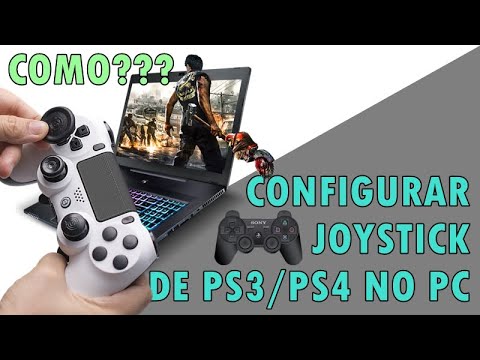 COMO???
CONFIGURAR
SONY
JOYSTICK
DE PS3/PS4 NO PC